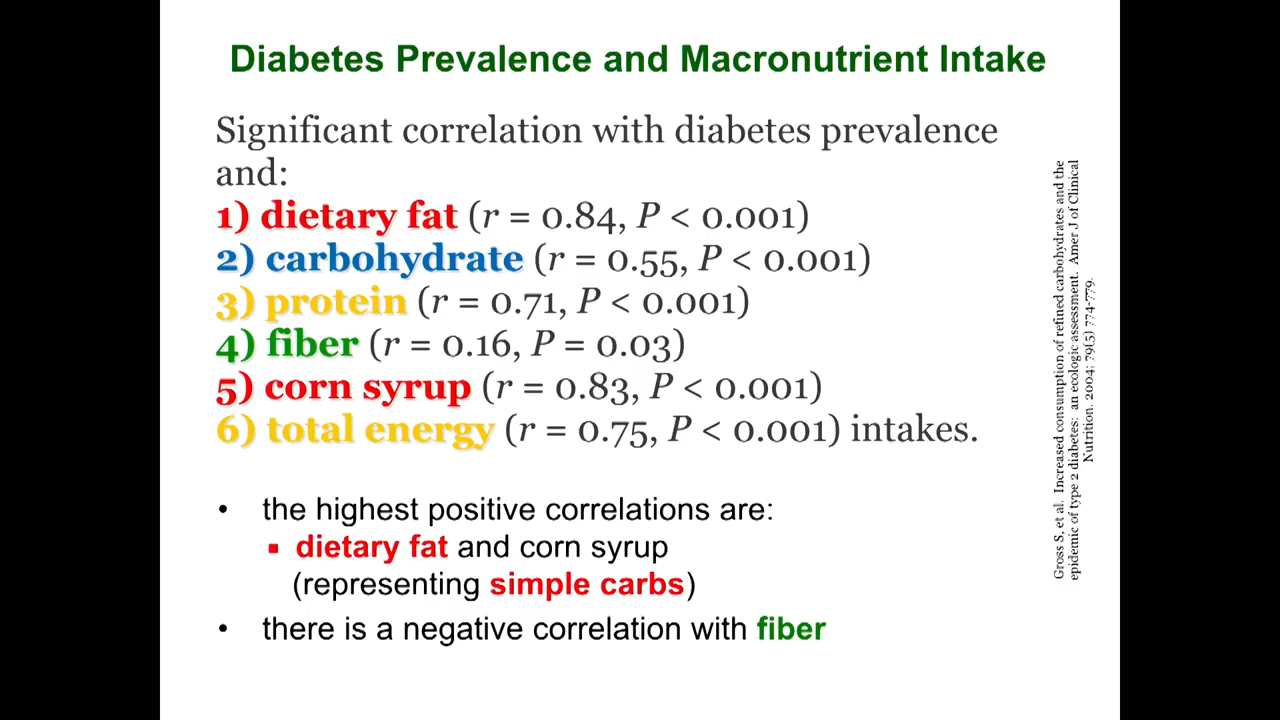 Diabetes Prevalence and Macronutrient Intake
Significant correlation with diabetes prevalence
and:
1) dietary fat (r = 0.84, P < 0.001)
2) carbohydrate (r = 0.55, P < 0.001)
3) protein (r = 0.71, P < 0.001)
4) fiber (r = 0.16, P = 0.03)
5) corn syrup (r = 0.83, P < 0.001)
6) total energy (r = 0.75, P < 0.001) intakes.
• the highest positive correlations are:
▪ dietary fat and corn syrup
(representing simple carbs)
• there is a negative correlation with fiber
Gross S, et al. Increased consumption of refined carbohydrates and the
epidemic of type 2 diabetes: an ecologic assessment. Amer J of Clinical
Nutrition. 2004; 79(5) 774-779.